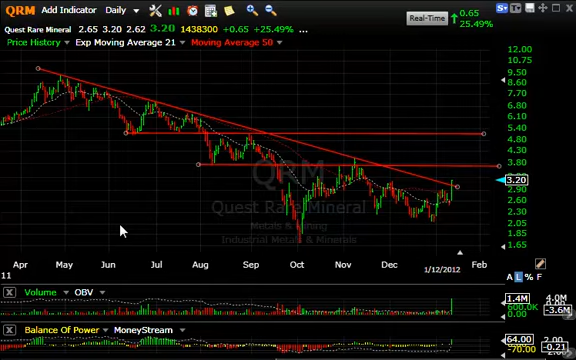 QRM Add Indicator Daily
Quest Rare Mineral 2.65 3.20 2.62 3.20 1438300 +0.65 +25.49% ...
Real-Time 0.65
25.49%
Price History Exp Moving Average 21 Moving Average 50
12.00
10.75
9.50
8.50
7.70
6.80
6.10
5.40
4.80
4.30
3.80
3.20
2.90
2.60
2.30
2.05
1.85
1.65
QRM
Quest Rare Mineral
Metals & Mining
Industrial Metals & Minerals
Apr May Jun Jul Aug Sep Oct Nov Dec 1/12/2012 Feb
11
A L % F
X Volume OBV
1.4M 4.0M
600.0K -3.6M
X Balance Of Power MoneyStream
64.00 2.00
-70.00 -0.21